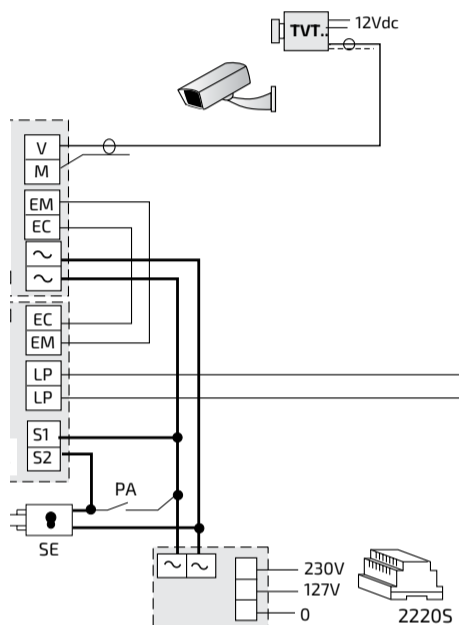 12Vdc
TVT..
V
M
EM
EC
~
~
EC
EM
LP
LP
S1
S2
PA
SE
~ ~
230V
127V
0
2220S